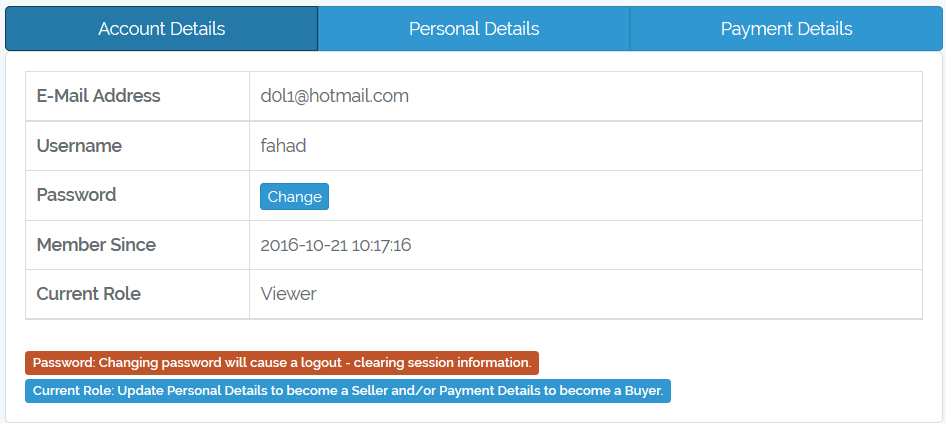 Account Details Personal Details Payment Details
E-Mail Address d0l1@hotmail.com
Username fahad
Password Change
Member Since 2016-10-21 10:17:16
Current Role Viewer
Password: Changing password will cause a logout - clearing session information.
Current Role: Update Personal Details to become a Seller and/or Payment Details to become a Buyer.